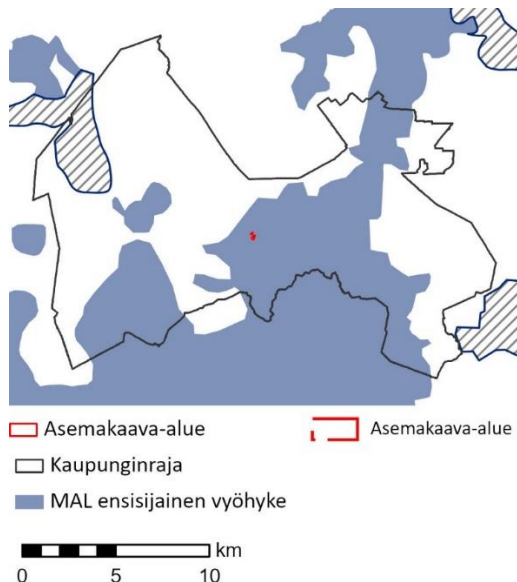 Asemakaava-alue
Asemakaava-alue
Kaupunginraja
MAL ensisijainen vyöhyke
km
0 5 10